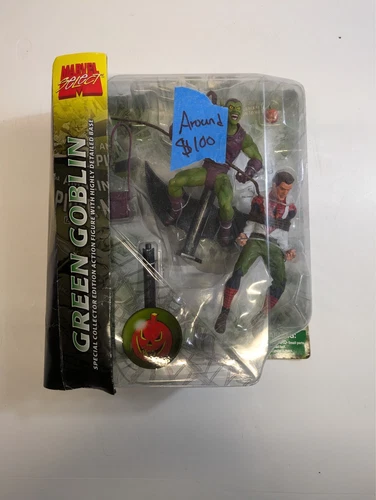 MARVEL
Select
GREEN GOBLIN
SPECIAL COLLECTOR EDITION ACTION FIGURE WITH HIGHLY DETAILED BASE
Around
$100